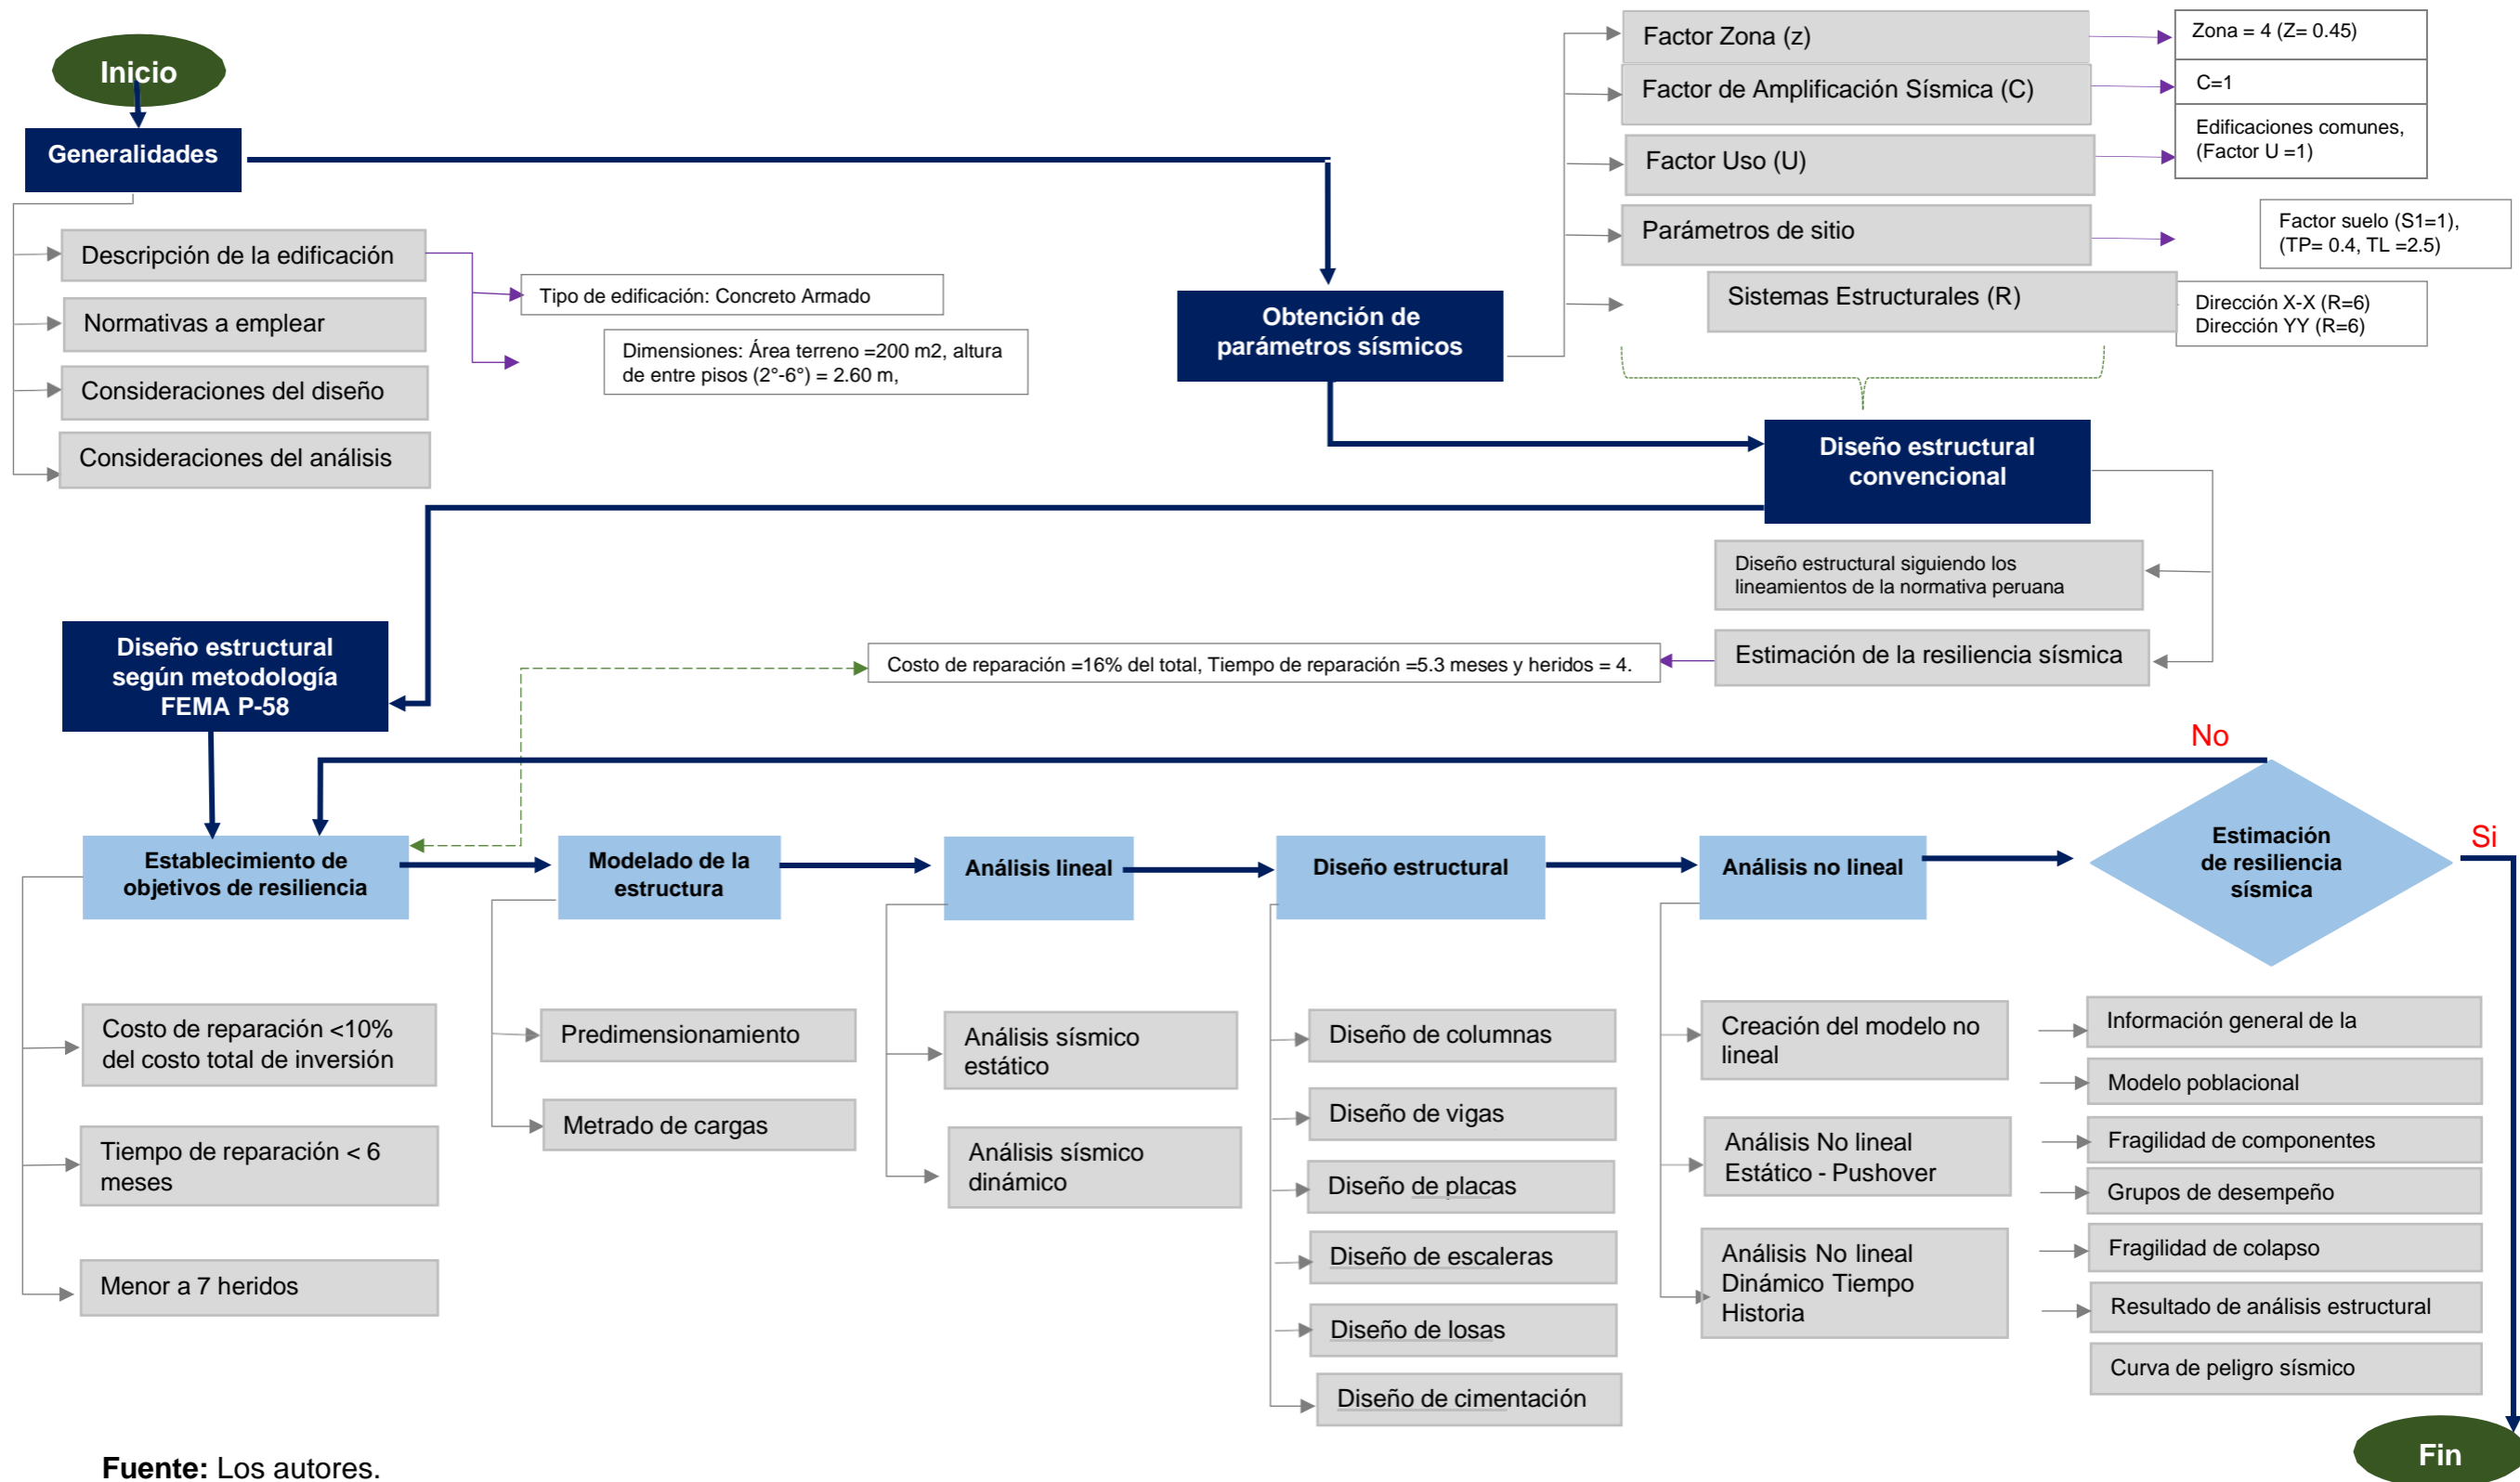 Inicio
Generalidades
Descripción de la edificación
Normativas a emplear
Consideraciones del diseño
Consideraciones del análisis
Tipo de edificación: Concreto Armado
Dimensiones: Área terreno =200 m2, altura
de entre pisos (2°-6°) = 2.60 m,
Obtención de
parámetros sísmicos
Factor Zona (z)
Factor de Amplificación Sísmica (C)
Factor Uso (U)
Parámetros de sitio
Sistemas Estructurales (R)
Zona = 4 (Z= 0.45)
C=1
Edificaciones comunes,
(Factor U =1)
Factor suelo (S1=1),
(TP= 0.4, TL =2.5)
Dirección X-X (R=6)
Dirección YY (R=6)
Diseño estructural
convencional
Diseño estructural siguiendo los
lineamientos de la normativa peruana
Estimación de la resiliencia sísmica
Costo de reparación =16% del total, Tiempo de reparación =5.3 meses y heridos = 4.
Diseño estructural
según metodología
FEMA P-58
No
Si
Establecimiento de
objetivos de resiliencia
Modelado de la
estructura
Análisis lineal
Diseño estructural
Análisis no lineal
Estimación
de resiliencia
sísmica
Costo de reparación <10%
del costo total de inversión
Tiempo de reparación < 6
meses
Menor a 7 heridos
Predimensionamiento
Metrado de cargas
Análisis sísmico
estático
Análisis sísmico
dinámico
Diseño de columnas
Diseño de vigas
Diseño de placas
Diseño de escaleras
Diseño de losas
Diseño de cimentación
Creación del modelo no
lineal
Análisis No lineal
Estático - Pushover
Análisis No lineal
Dinámico Tiempo
Historia
Información general de la
Modelo poblacional
Fragilidad de componentes
Grupos de desempeño
Fragilidad de colapso
Resultado de análisis estructural
Curva de peligro sísmico
Fin
Fuente: Los autores.